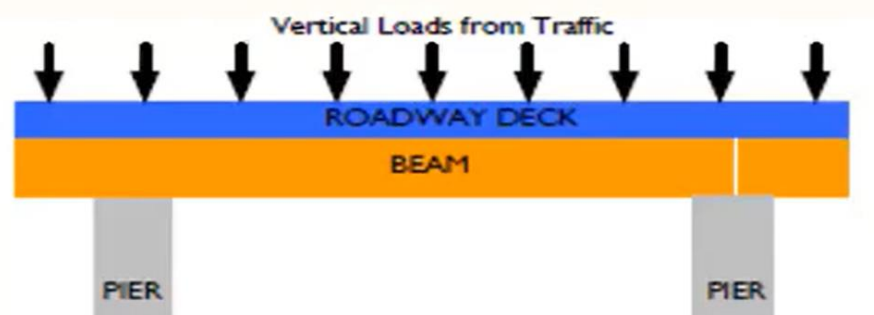 Vertical Loads from Traffic
ROADWAY DECK
BEAM
PIER
PIER